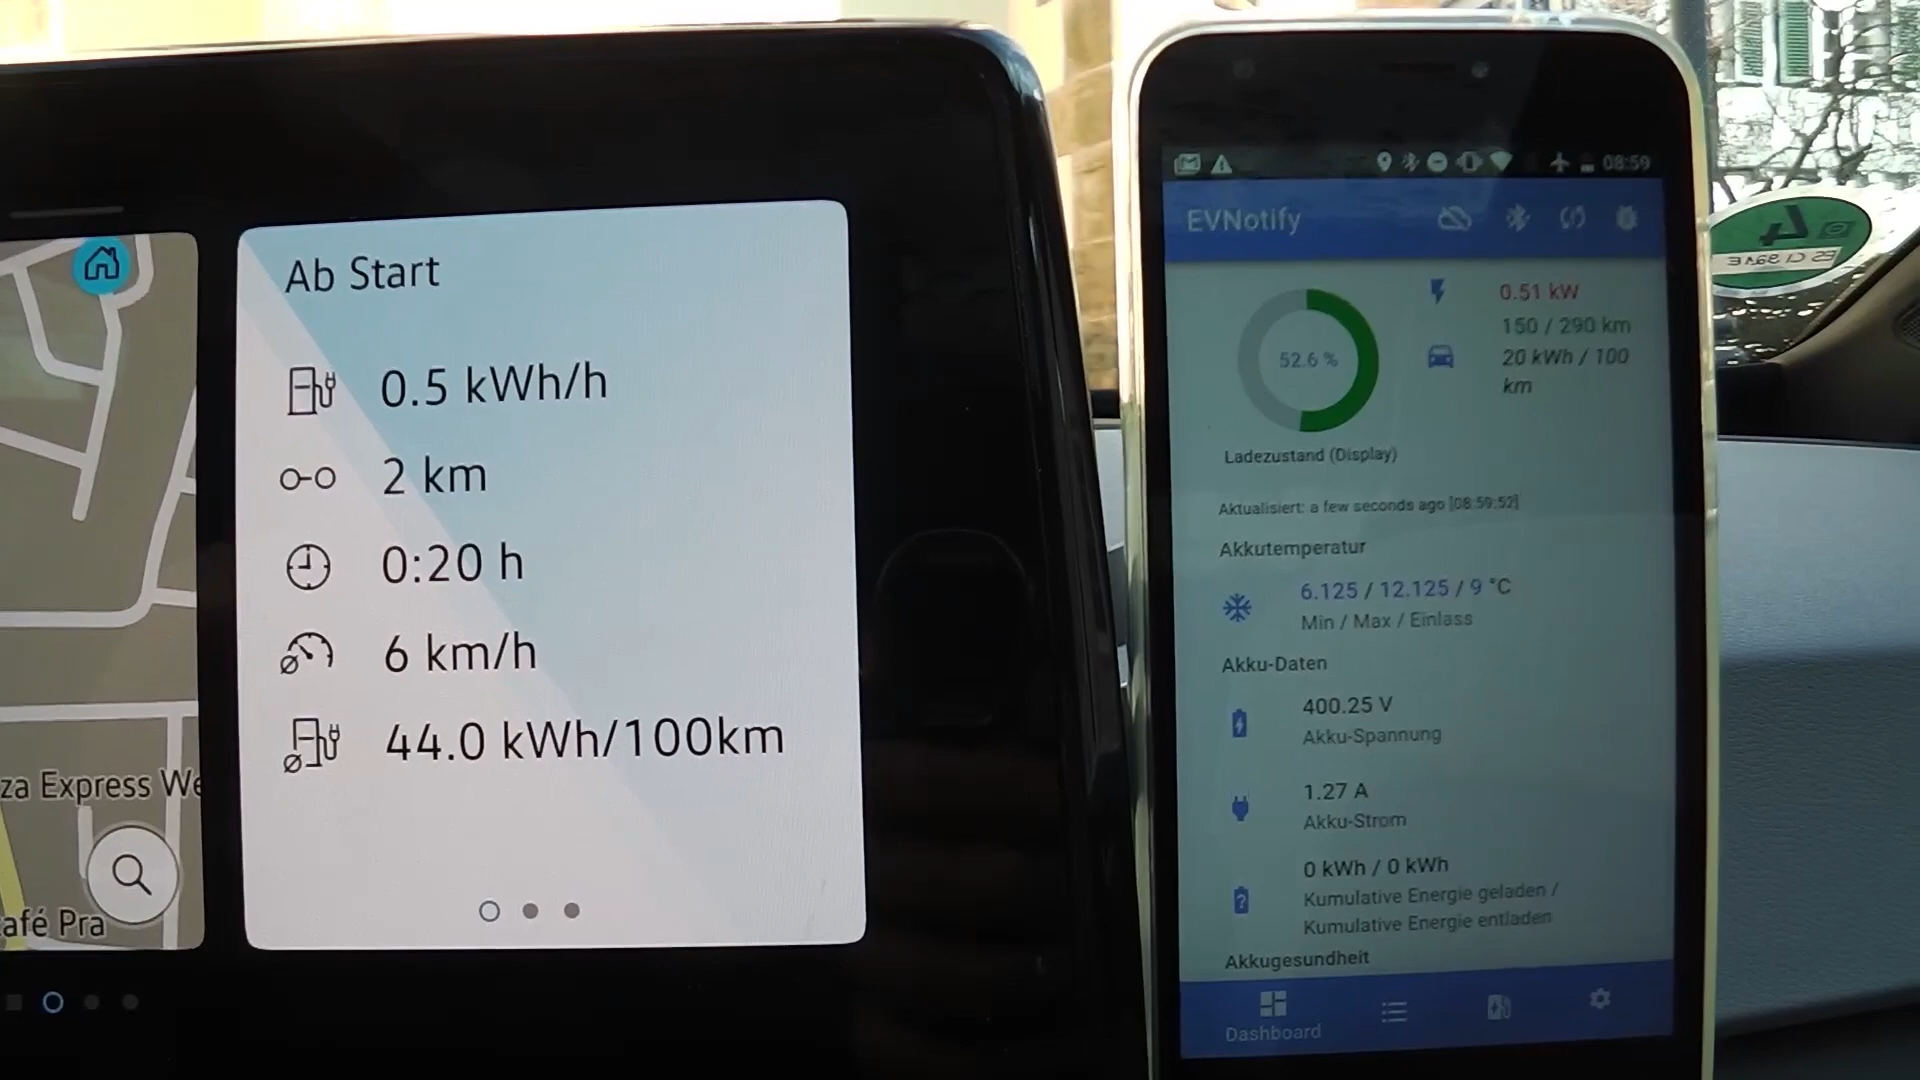 Ab Start
0.5 kWh/h
2 km
0:20 h
6 km/h
44.0 kWh/100km
za Express We
afé Pra
08:59
EVNotify
52.6 %
0.51 kW
150 / 290 km
20 kWh / 100
km
Ladezustand (Display)
Aktualisiert: a few seconds ago [08:59:52]
Akkutemperatur
6.125 / 12.125 / 9 °C
Min / Max / Einlass
Akku-Daten
400.25 V
Akku-Spannung
1.27 A
Akku-Strom
0 kWh / 0 kWh
Kumulative Energie geladen /
Kumulative Energie entladen
Akkugesundheit
Dashboard
4